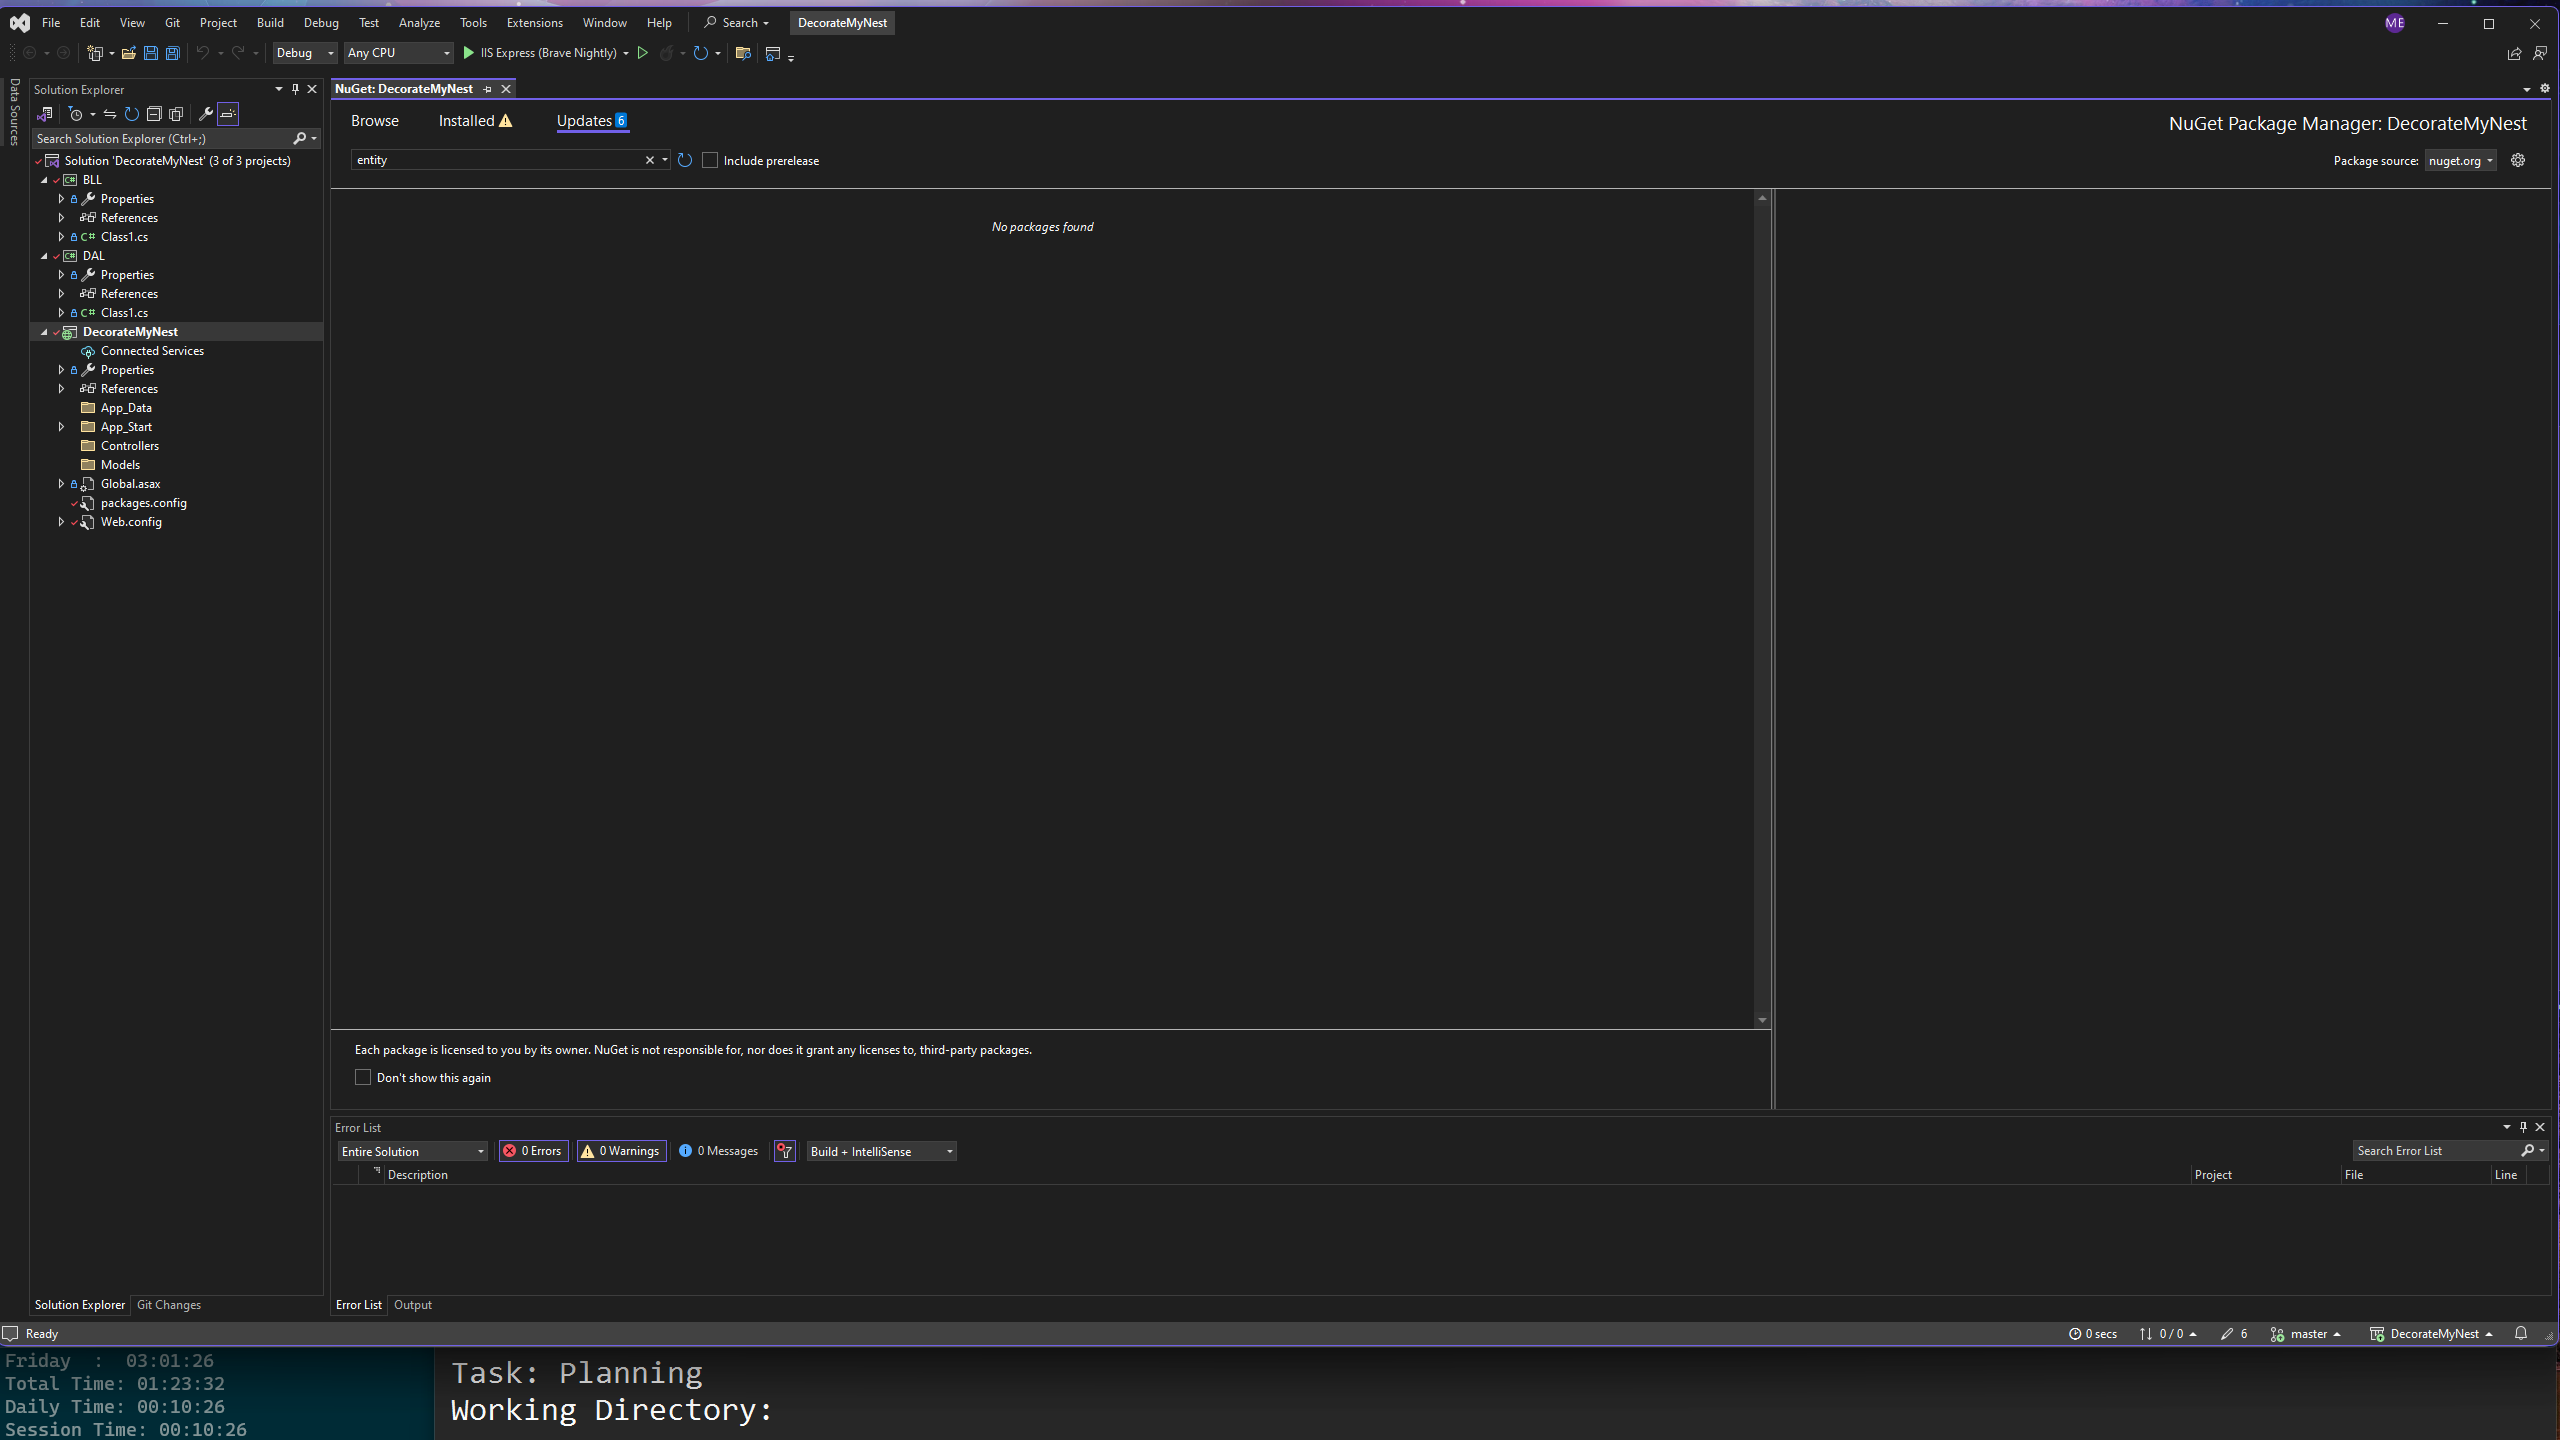 File Edit View Git Project Build Debug Test Analyze Tools Extensions Window Help Search DecorateMyNest ME
Debug Any CPU IIS Express (Brave Nightly)
Data Sources
Solution Explorer
Search Solution Explorer (Ctrl+;)
Solution 'DecorateMyNest' (3 of 3 projects)
BLL
Properties
References
C# Class1.cs
DAL
Properties
References
C# Class1.cs
DecorateMyNest
Connected Services
Properties
References
App_Data
App_Start
Controllers
Models
Global.asax
packages.config
Web.config
Solution Explorer Git Changes
NuGet: DecorateMyNest
Browse Installed Updates 6
NuGet Package Manager: DecorateMyNest
entity
Include prerelease
Package source: nuget.org
No packages found
Each package is licensed to you by its owner. NuGet is not responsible for, nor does it grant any licenses to, third-party packages.
Don't show this again
Error List
Entire Solution 0 Errors 0 Warnings 0 Messages Build + IntelliSense Search Error List
Description Project File Line
Error List Output
Ready 0 secs 0 / 0 6 master DecorateMyNest
Friday : 03:01:26
Total Time: 01:23:32
Daily Time: 00:10:26
Session Time: 00:10:26
Task: Planning
Working Directory: